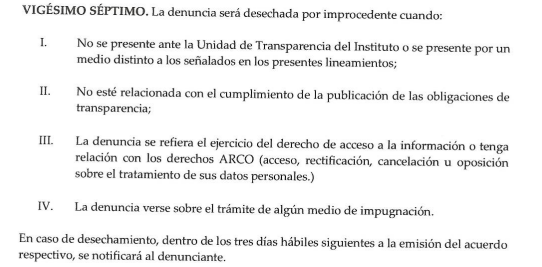 VIGÉSIMO SÉPTIMO. La denuncia será desechada por improcedente cuando:
I. No se presente ante la Unidad de Transparencia del Instituto o se presente por un
medio distinto a los señalados en los presentes lineamientos;
II. No esté relacionada con el cumplimiento de la publicación de las obligaciones de
transparencia;
III. La denuncia se refiera el ejercicio del derecho de acceso a la información o tenga
relación con los derechos ARCO (acceso, rectificación, cancelación u oposición
sobre el tratamiento de sus datos personales.)
IV. La denuncia verse sobre el trámite de algún medio de impugnación.
En caso de desechamiento, dentro de los tres días hábiles siguientes a la emisión del acuerdo
respectivo, se notificará al denunciante.